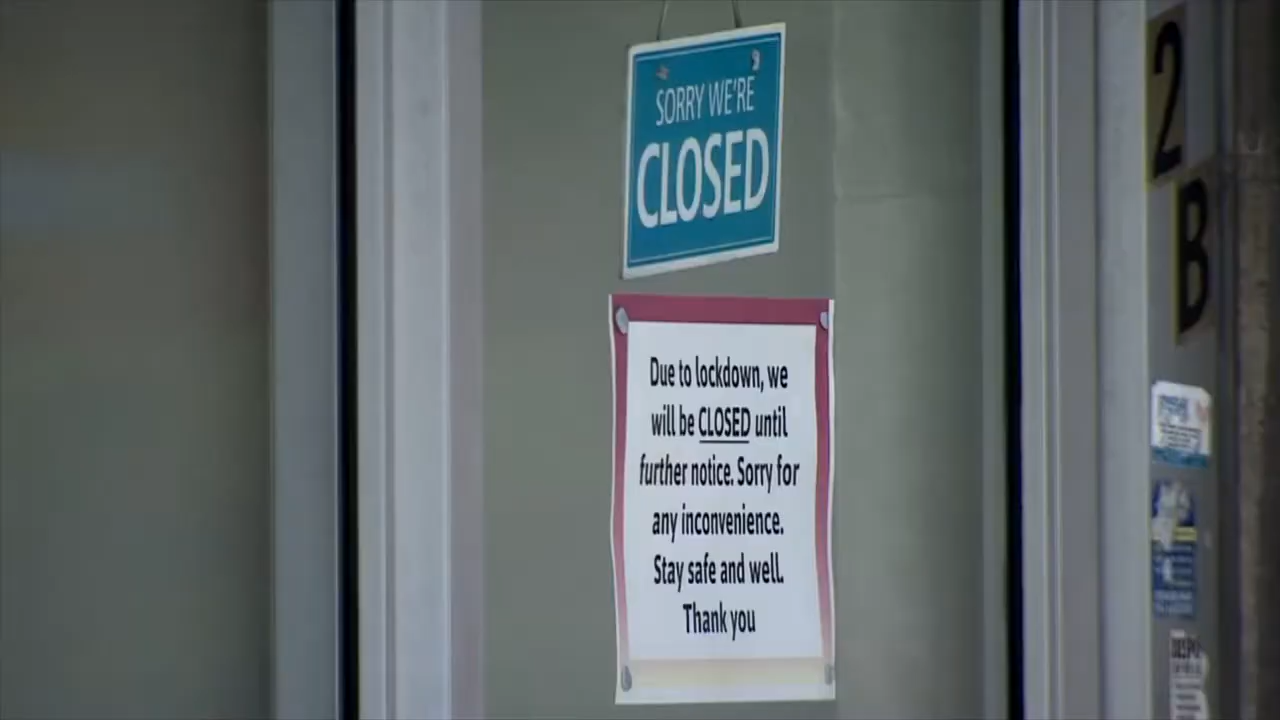 SORRY WE'RE
CLOSED
Due to lockdown, we
will be CLOSED until
further notice. Sorry for
any inconvenience.
Stay safe and well.
Thank you
2
B